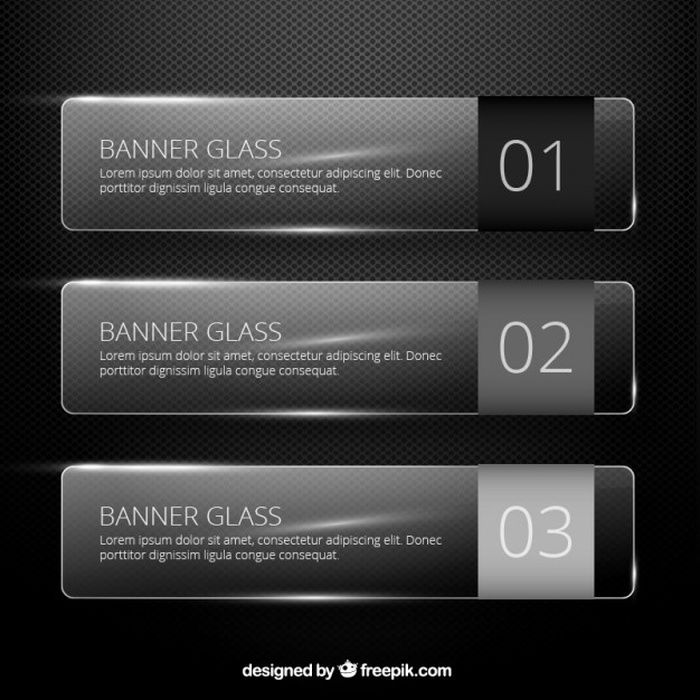 BANNER GLASS
Lorem ipsum dolor sit amet, consectetur adipiscing elit. Donec
porttitor dignissim ligula congue consequat.
01
BANNER GLASS
Lorem ipsum dolor sit amet, consectetur adipiscing elit. Donec
porttitor dignissim ligula congue consequat.
02
BANNER GLASS
Lorem ipsum dolor sit amet, consectetur adipiscing elit. Donec
porttitor dignissim ligula congue consequat.
03
designed by freepik.com